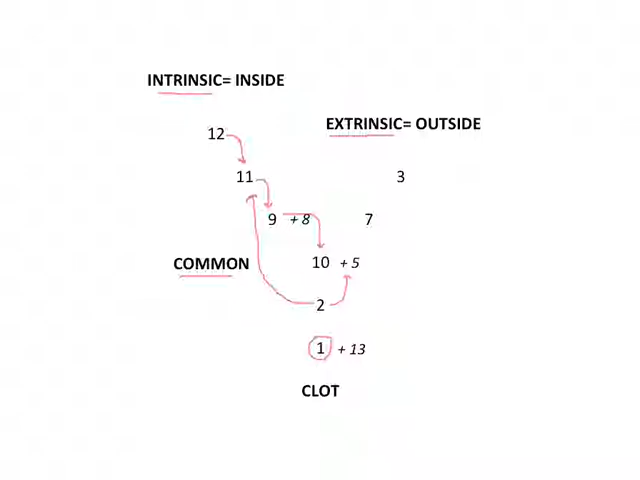 INTRINSIC= INSIDE
EXTRINSIC= OUTSIDE
12
11
3
9 + 8
7
COMMON
10 + 5
2
1 + 13
CLOT